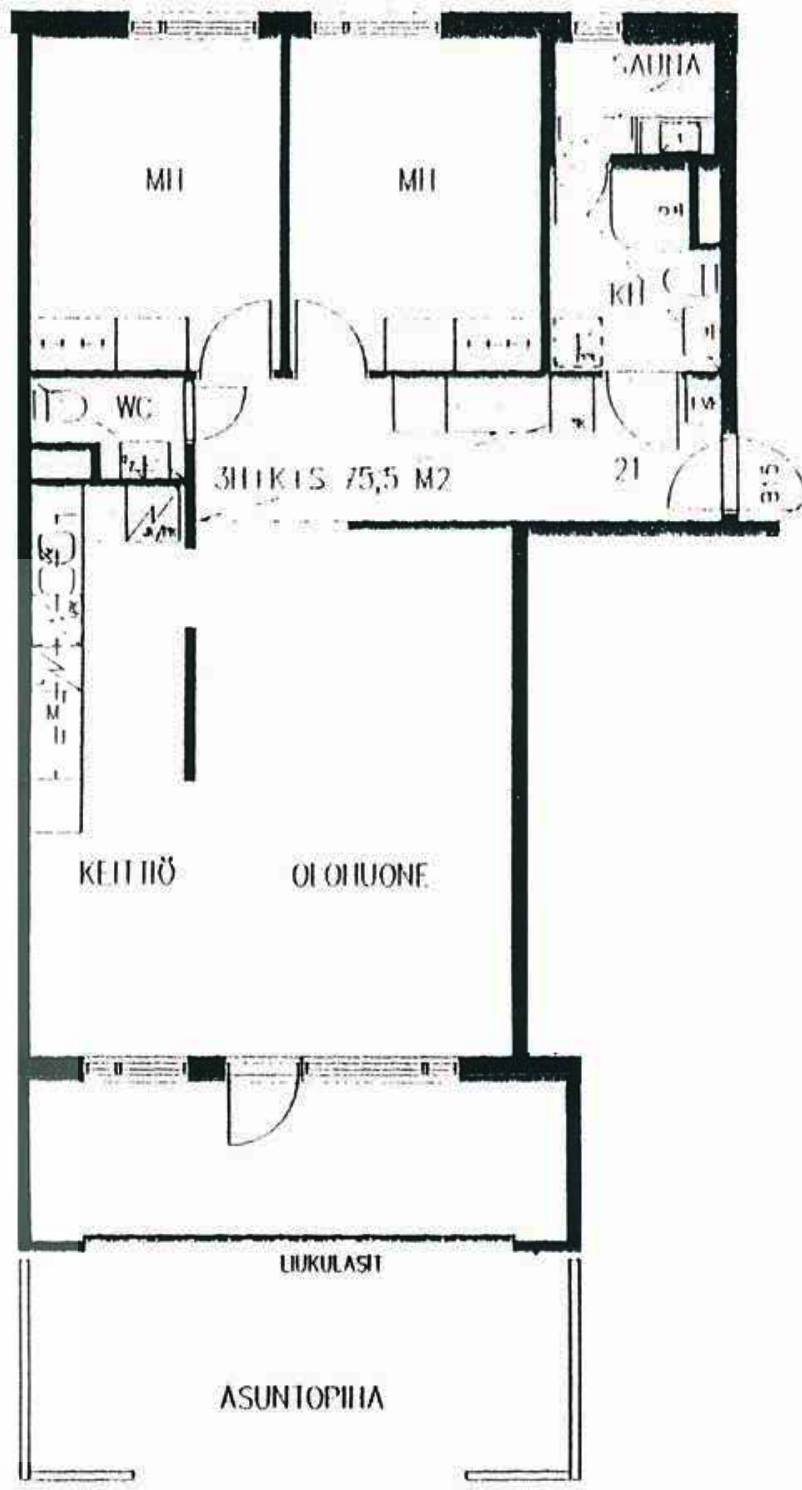 SAUNA
MH
MH
KH
WC
3H+K+S 75,5 M2
21
M
KEITTIÖ
OLOHUONE
LIUKULASIT
ASUNTOPIHA